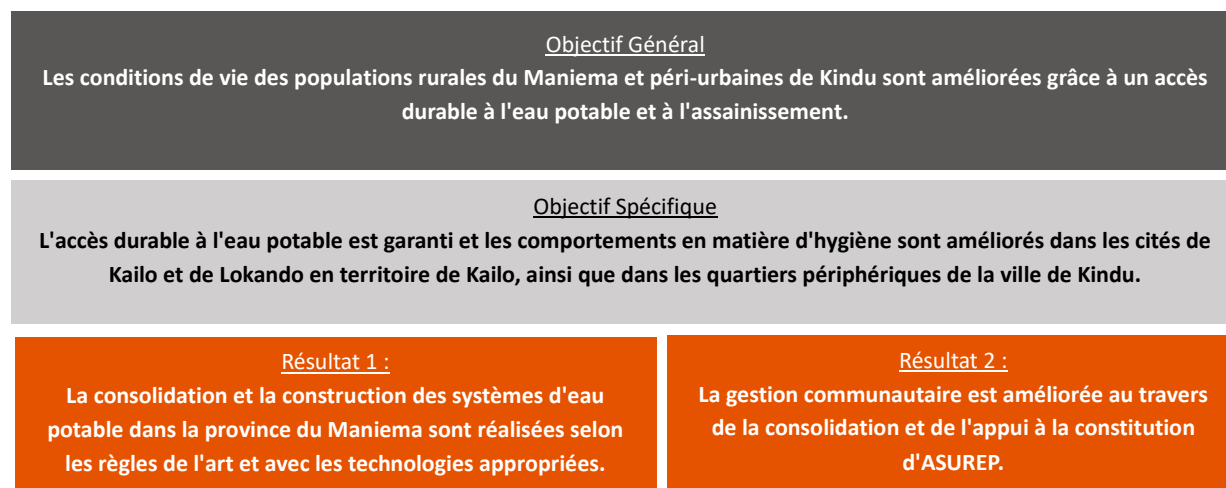 Objectif Général
Les conditions de vie des populations rurales du Maniema et péri-urbaines de Kindu sont améliorées grâce à un accès
durable à l'eau potable et à l'assainissement.
Objectif Spécifique
L'accès durable à l'eau potable est garanti et les comportements en matière d'hygiène sont améliorés dans les cités de
Kailo et de Lokando en territoire de Kailo, ainsi que dans les quartiers périphériques de la ville de Kindu.
Résultat 1 :
La consolidation et la construction des systèmes d'eau
potable dans la province du Maniema sont réalisées selon
les règles de l'art et avec les technologies appropriées.
Résultat 2 :
La gestion communautaire est améliorée au travers
de la consolidation et de l'appui à la constitution
d'ASUREP.